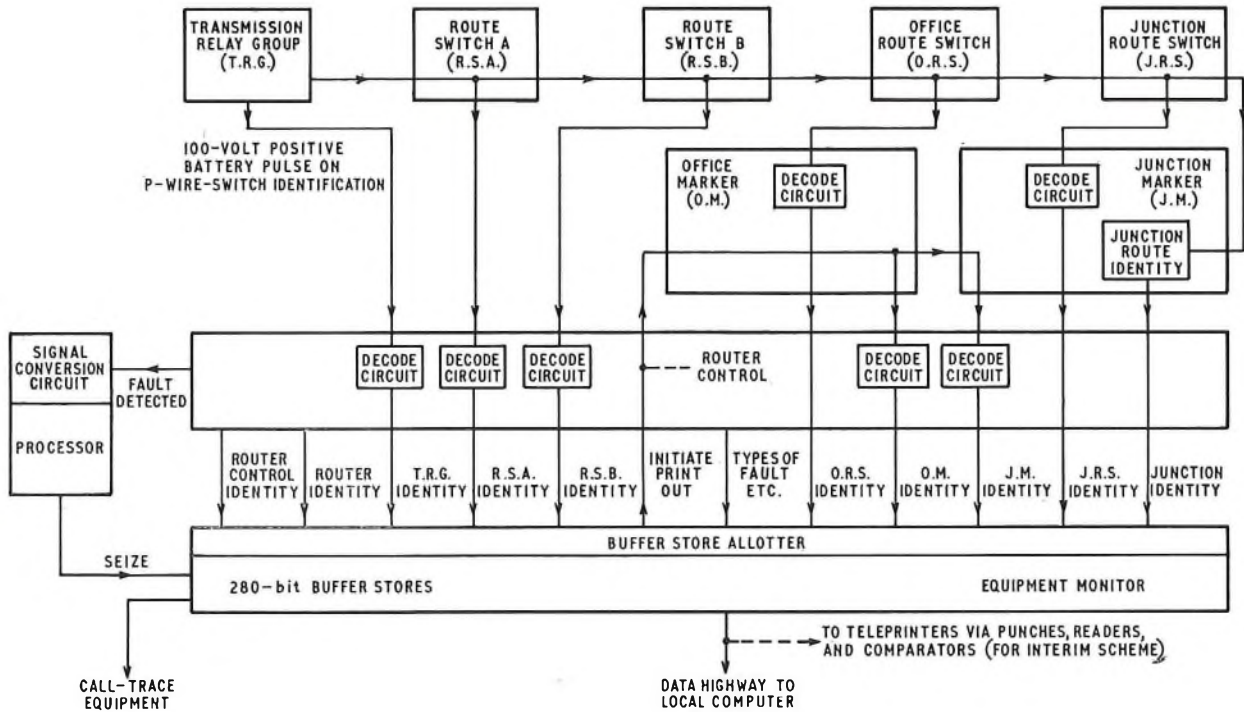 TRANSMISSION
RELAY GROUP
(T.R.G.)
ROUTE
SWITCH A
(R.S.A.)
ROUTE
SWITCH B
(R.S.B.)
OFFICE
ROUTE SWITCH
(O.R.S.)
JUNCTION
ROUTE SWITCH
(J.R.S.)
100-VOLT POSITIVE
BATTERY PULSE ON
P-WIRE-SWITCH IDENTIFICATION
OFFICE
MARKER
(O.M.)
DECODE
CIRCUIT
DECODE
CIRCUIT
JUNCTION
MARKER
(J.M.)
JUNCTION
ROUTE
IDENTITY
SIGNAL
CONVERSION
CIRCUIT
PROCESSOR
FAULT
DETECTED
DECODE
CIRCUIT
DECODE
CIRCUIT
DECODE
CIRCUIT
ROUTER
CONTROL
DECODE
CIRCUIT
DECODE
CIRCUIT
ROUTER
CONTROL
IDENTITY
ROUTER
IDENTITY
T.R.G.
IDENTITY
R.S.A.
IDENTITY
R.S.B.
IDENTITY
INITIATE
PRINT
OUT
TYPES OF
FAULT
ETC.
O.R.S.
IDENTITY
O.M.
IDENTITY
J.M.
IDENTITY
J.R.S.
IDENTITY
JUNCTION
IDENTITY
SEIZE
BUFFER STORE ALLOTTER
280-bit BUFFER STORES
EQUIPMENT MONITOR
CALL-TRACE
EQUIPMENT
DATA HIGHWAY TO
LOCAL COMPUTER
TO TELEPRINTERS VIA PUNCHES, READERS,
AND COMPARATORS (FOR INTERIM SCHEME)